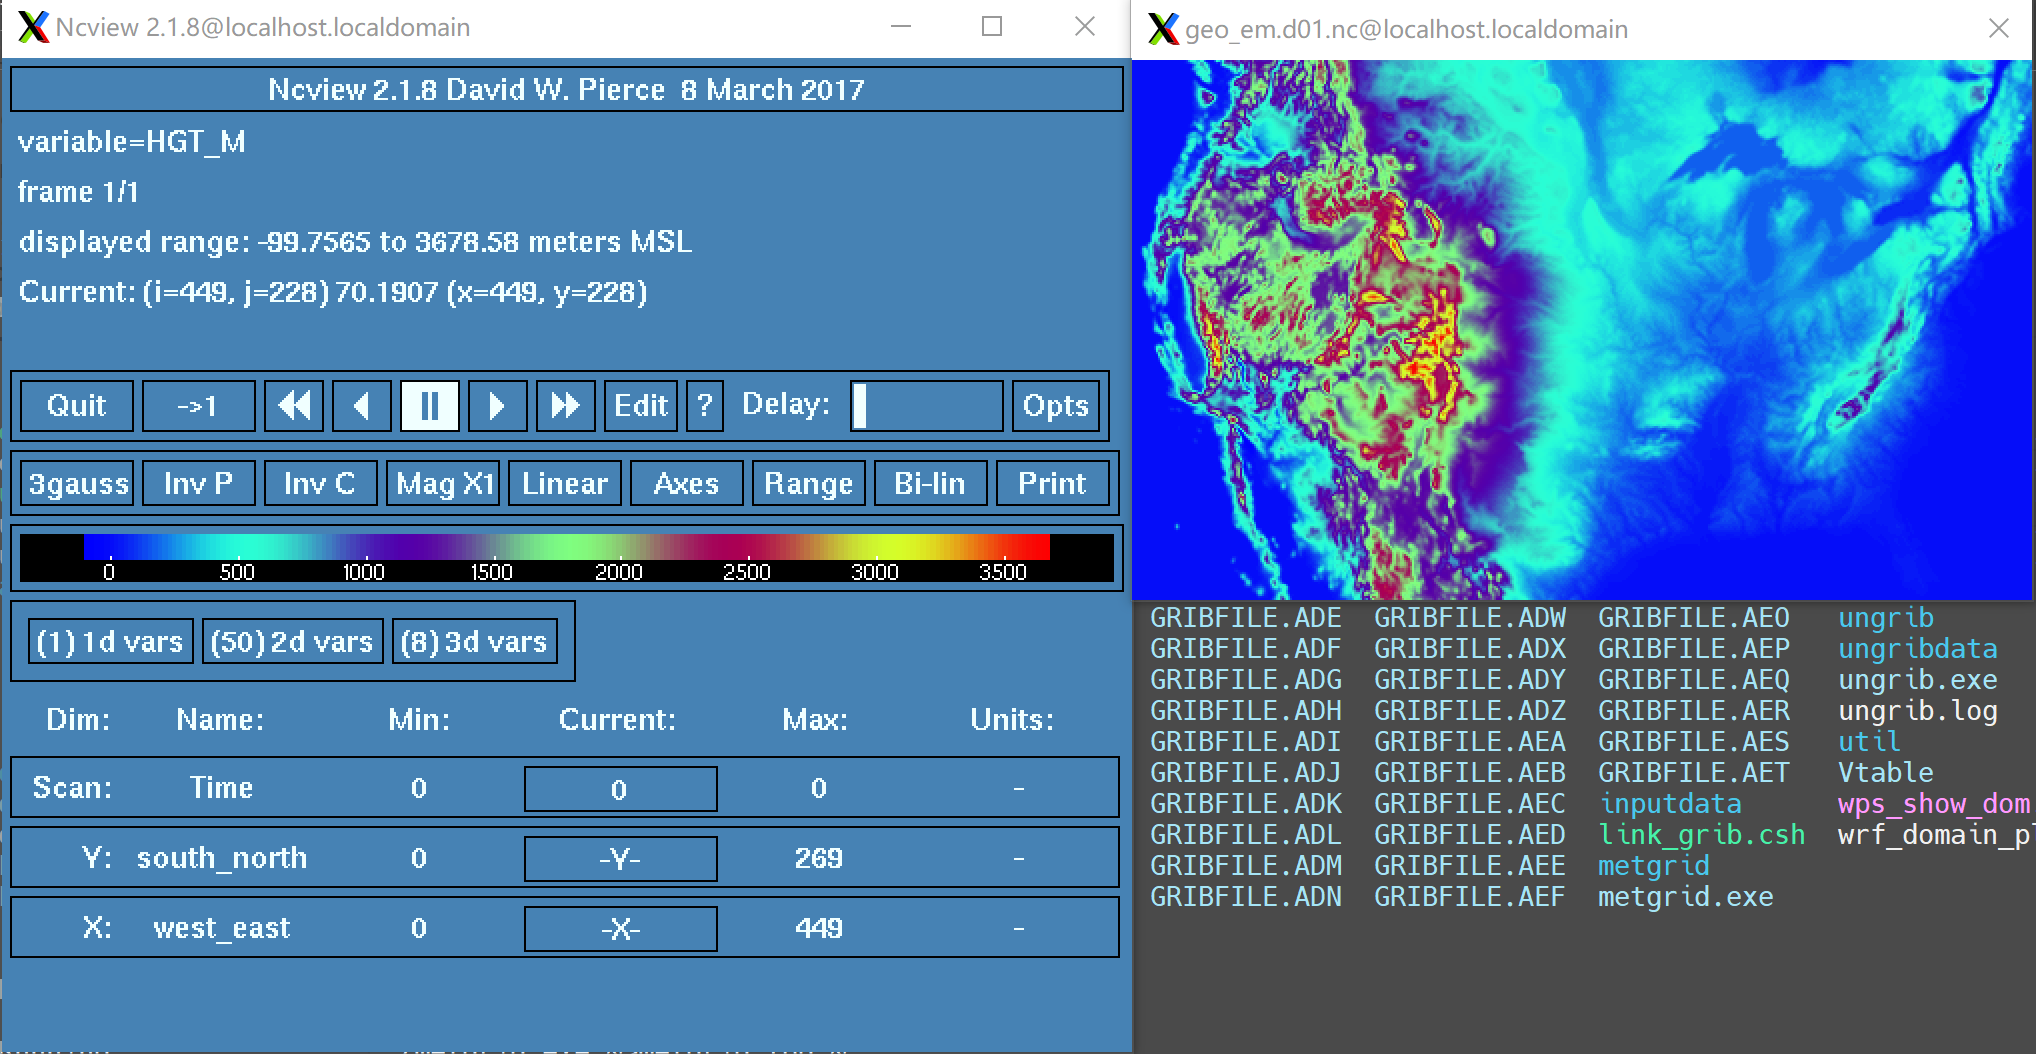 Ncview 2.1.8@localhost.localdomain
Ncview 2.1.8 David W. Pierce 8 March 2017
variable=HGT_M
frame 1/1
displayed range: -99.7565 to 3678.58 meters MSL
Current: (i=449, j=228) 70.1907 (x=449, y=228)
Quit ->1 Edit ? Delay: Opts
3gauss Inv P Inv C Mag X1 Linear Axes Range Bi-lin Print
0 500 1000 1500 2000 2500 3000 3500
(1) 1d vars (50) 2d vars (8) 3d vars
Dim: Name: Min: Current: Max: Units:
Scan: Time 0 0 0 -
Y: south_north 0 -Y- 269 -
X: west_east 0 -X- 449 -
geo_em.d01.nc@localhost.localdomain
GRIBFILE.ADE GRIBFILE.ADW GRIBFILE.AEO ungrib
GRIBFILE.ADF GRIBFILE.ADX GRIBFILE.AEP ungribdata
GRIBFILE.ADG GRIBFILE.ADY GRIBFILE.AEQ ungrib.exe
GRIBFILE.ADH GRIBFILE.ADZ GRIBFILE.AER ungrib.log
GRIBFILE.ADI GRIBFILE.AEA GRIBFILE.AES util
GRIBFILE.ADJ GRIBFILE.AEB GRIBFILE.AET Vtable
GRIBFILE.ADK GRIBFILE.AEC inputdata wps_show_dom
GRIBFILE.ADL GRIBFILE.AED link_grib.csh wrf_domain_pl
GRIBFILE.ADM GRIBFILE.AEE metgrid
GRIBFILE.ADN GRIBFILE.AEF metgrid.exe